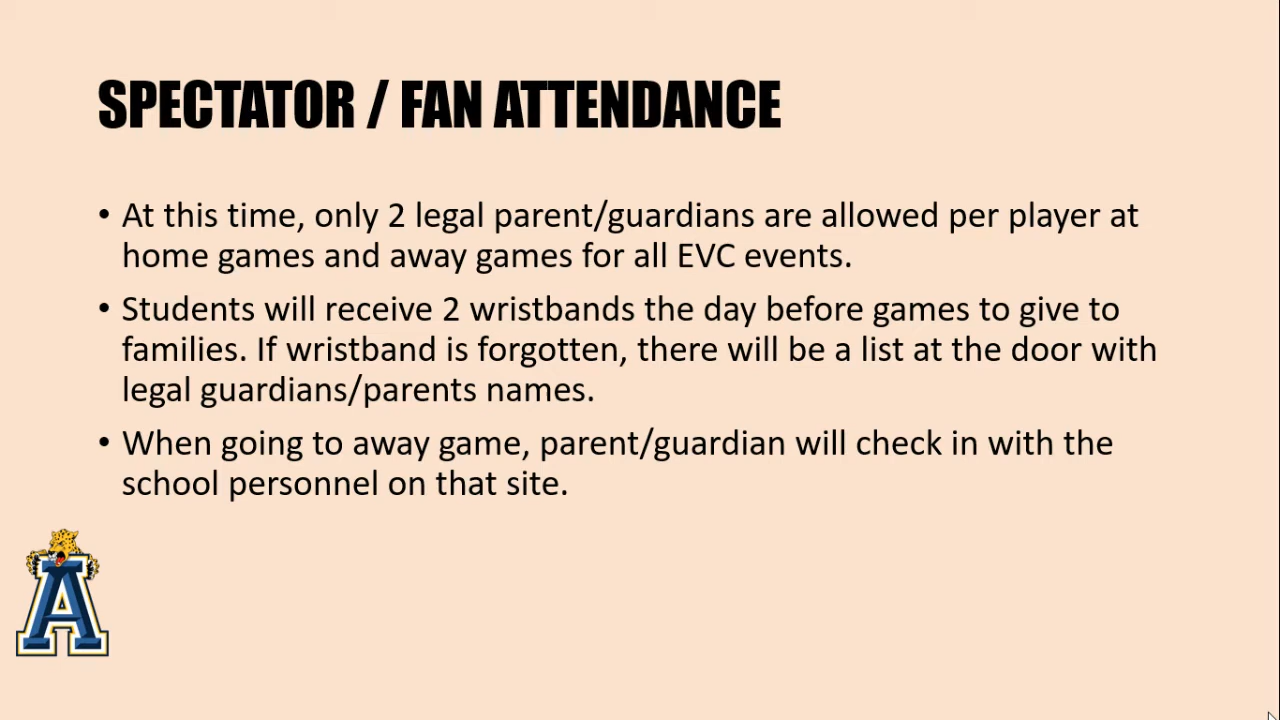 SPECTATOR / FAN ATTENDANCE
• At this time, only 2 legal parent/guardians are allowed per player at
home games and away games for all EVC events.
• Students will receive 2 wristbands the day before games to give to
families. If wristband is forgotten, there will be a list at the door with
legal guardians/parents names.
• When going to away game, parent/guardian will check in with the
school personnel on that site.
A